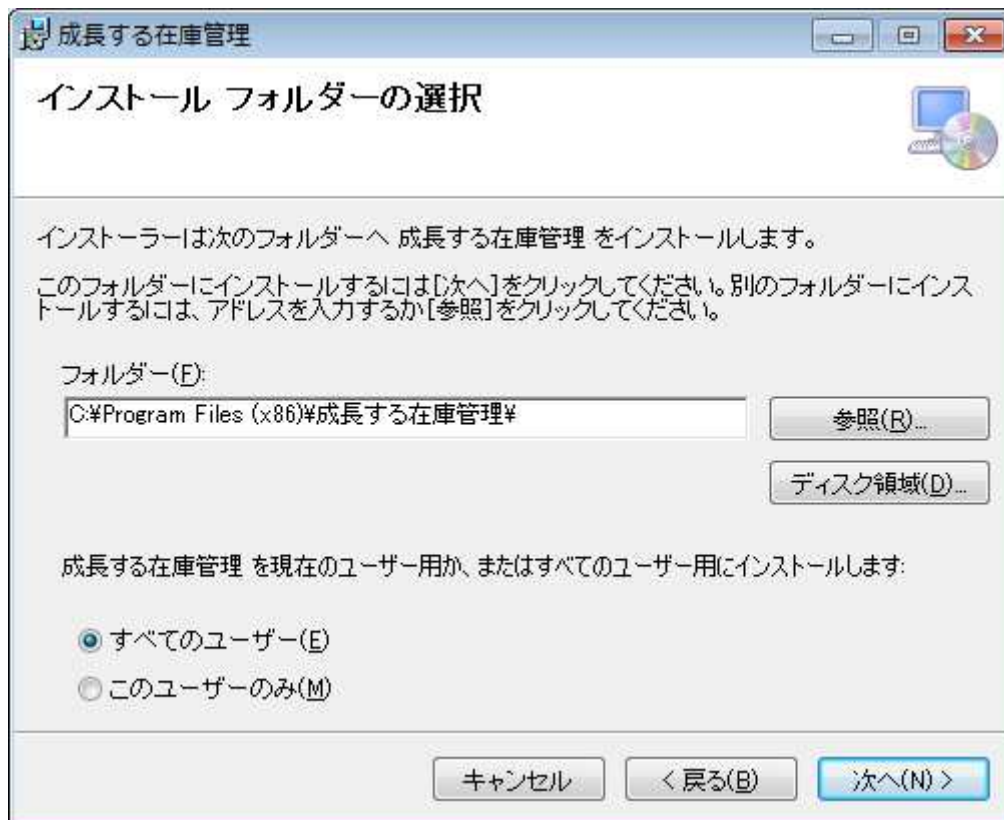 成長する在庫管理
インストール フォルダーの選択
インストーラーは次のフォルダーへ 成長する在庫管理 をインストールします。
このフォルダーにインストールするには[次へ]をクリックしてください。別のフォルダーにインス
トールするには、アドレスを入力するか[参照]をクリックしてください。
フォルダー(F):
C:¥Program Files (x86)¥成長する在庫管理¥
参照(R)...
ディスク領域(D)...
成長する在庫管理 を現在のユーザー用か、またはすべてのユーザー用にインストールします:
すべてのユーザー(E)
このユーザーのみ(M)
キャンセル
< 戻る(B)
次へ(N) >